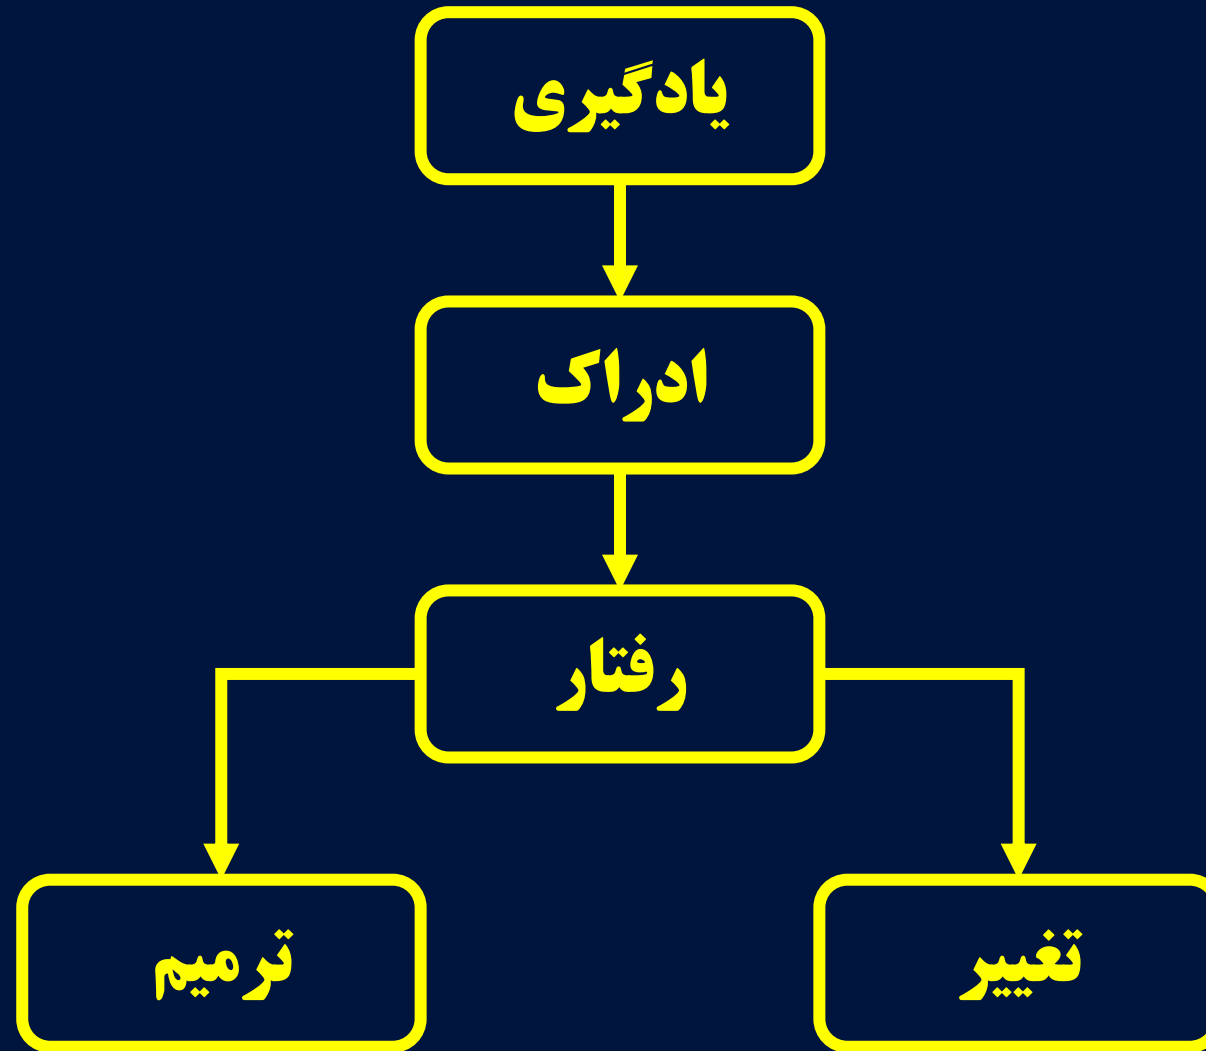 یادگیری
ادراک
رفتار
تغییر
ترمیم